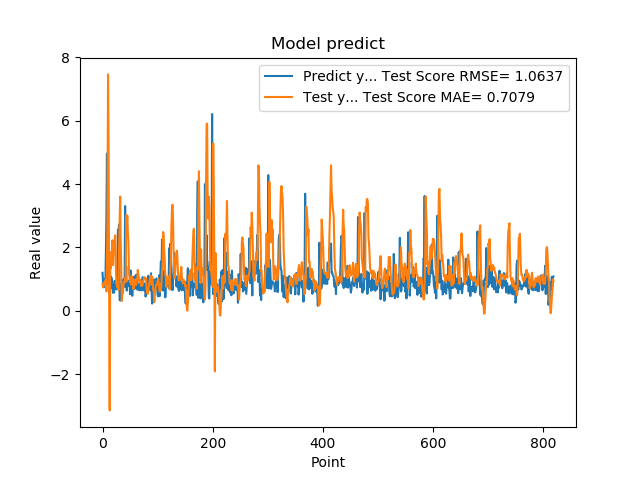 Model predict
Predict y... Test Score RMSE= 1.0637
Test y... Test Score MAE= 0.7079
Real value
8
6
4
2
0
−2
0 200 400 600 800
Point